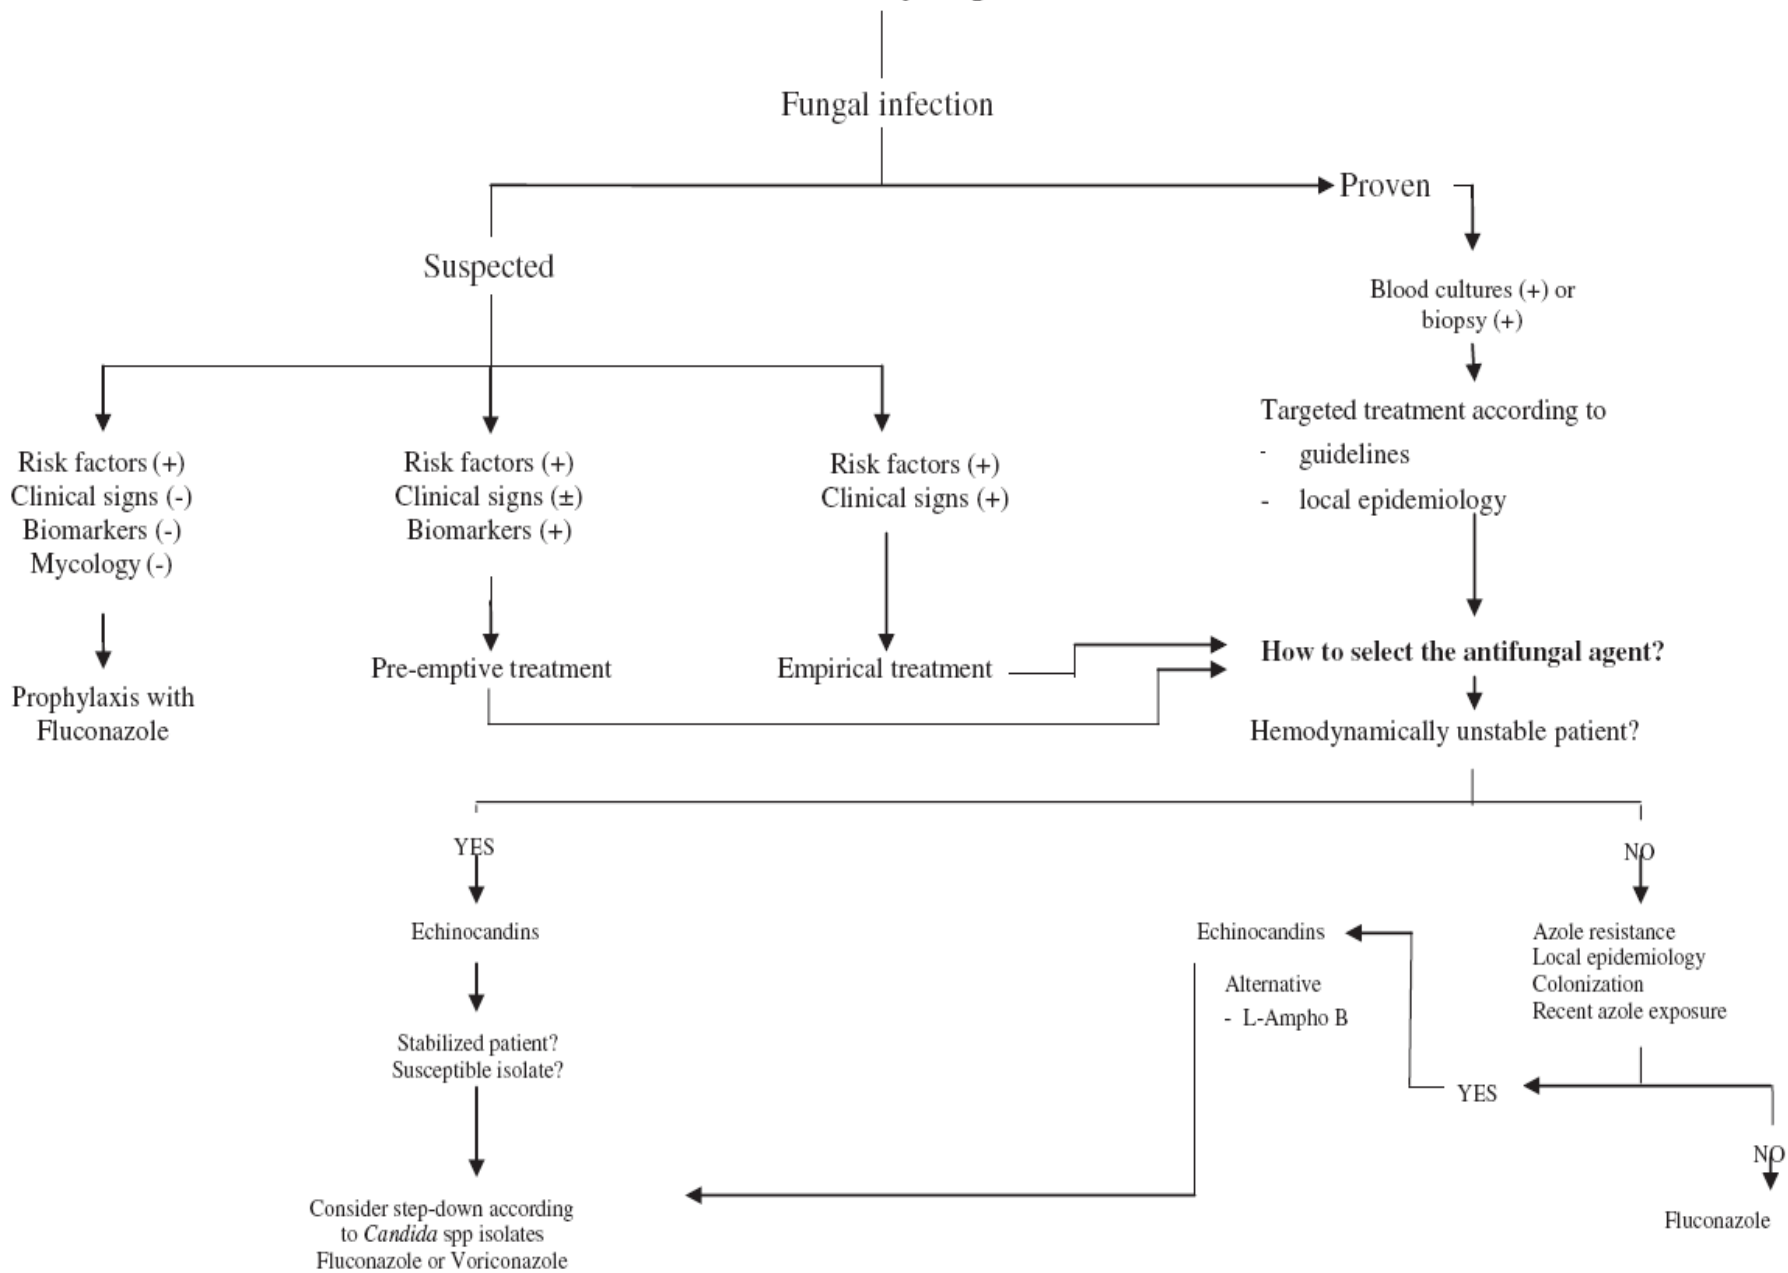 Fungal infection
Proven
Suspected
Blood cultures (+) or
biopsy (+)
Targeted treatment according to
- guidelines
- local epidemiology
Risk factors (+)
Clinical signs (-)
Biomarkers (-)
Mycology (-)
Risk factors (+)
Clinical signs (±)
Biomarkers (+)
Risk factors (+)
Clinical signs (+)
Prophylaxis with
Fluconazole
Pre-emptive treatment
Empirical treatment
How to select the antifungal agent?
Hemodynamically unstable patient?
YES
NO
Echinocandins
Stabilized patient?
Susceptible isolate?
Consider step-down according
to Candida spp isolates
Fluconazole or Voriconazole
Echinocandins
Alternative
- L-Ampho B
Azole resistance
Local epidemiology
Colonization
Recent azole exposure
YES
NO
Fluconazole